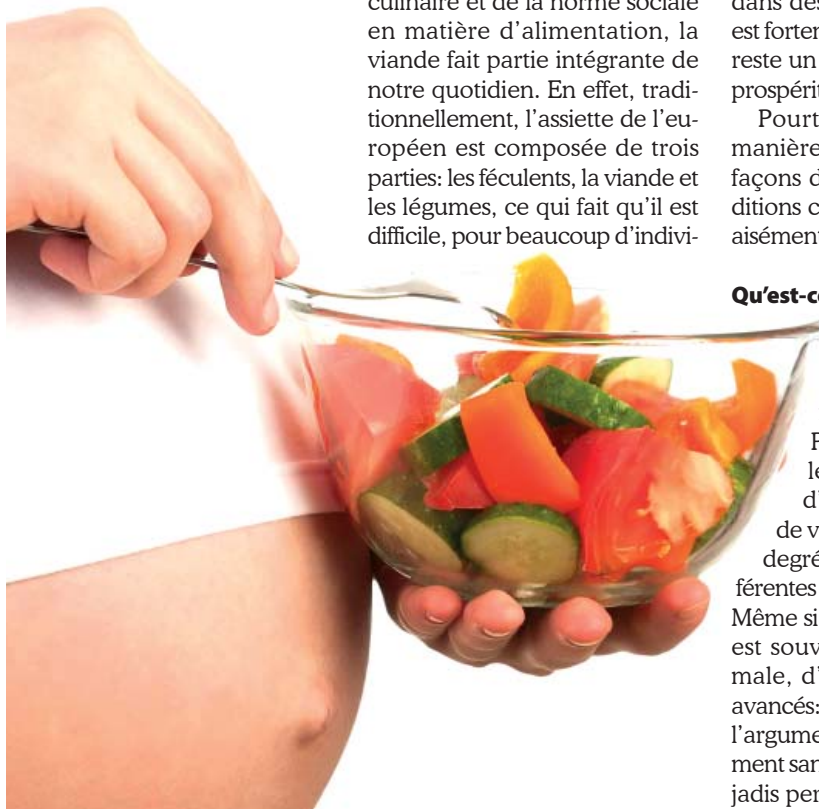 culinaire et de la norme sociale
en matière d'alimentation, la
viande fait partie intégrante de
notre quotidien. En effet, tradi-
tionnellement, l'assiette de l'eu-
ropéen est composée de trois
parties: les féculents, la viande et
les légumes, ce qui fait qu'il est
difficile, pour beaucoup d'indivi-
dans des
est
reste un
prospérit
Pourt
manière
façons d
ditions c
aisément
Qu'est-c
le
d'
de v
degré
férentes
Même si
est souv
male, d'
avancés:
l'argume
ment san
jadis per